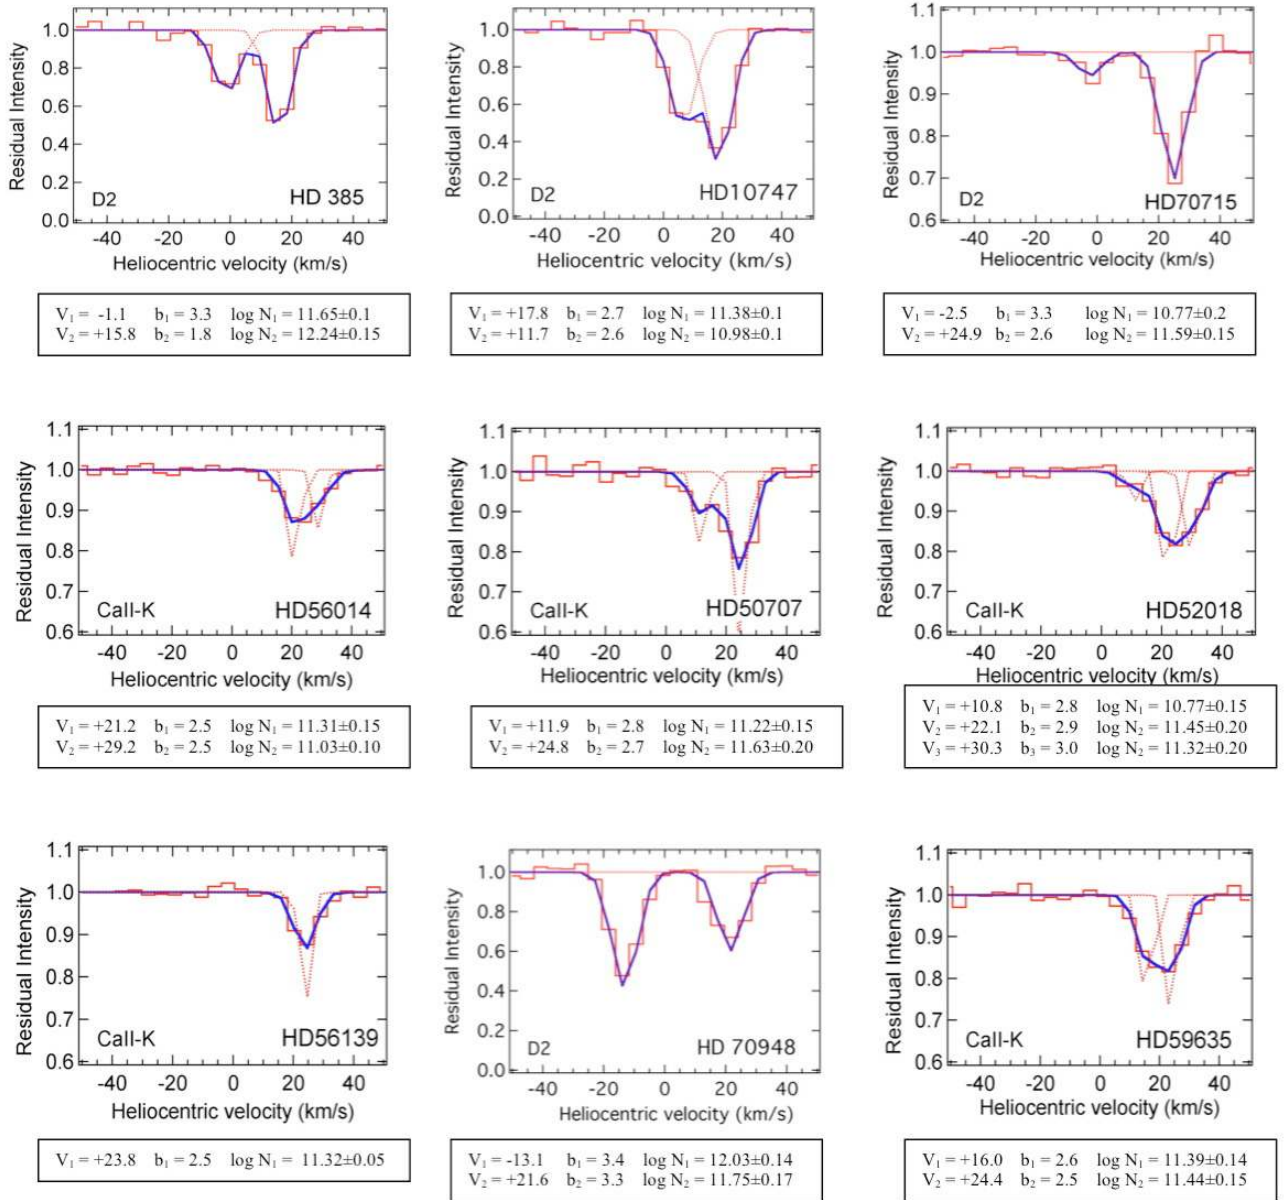 1.0
0.8
0.6
0.4
0.2
0.0
Residual Intensity
D2
HD 385
-40 -20 0 20 40
Heliocentric velocity (km/s)
V₁ = -1.1 b₁ = 3.3 log N₁ = 11.65±0.1
V₂ = +15.8 b₂ = 1.8 log N₂ = 12.24±0.15
1.0
0.8
0.6
0.4
0.2
0.0
Residual Intensity
D2
HD10747
-40 -20 0 20 40
Heliocentric velocity (km/s)
V₁ = +17.8 b₁ = 2.7 log N₁ = 11.38±0.1
V₂ = +11.7 b₂ = 2.6 log N₂ = 10.98±0.1
1.1
1.0
0.9
0.8
0.7
0.6
Residual Intensity
D2
HD70715
-40 -20 0 20 40
Heliocentric velocity (km/s)
V₁ = -2.5 b₁ = 3.3 log N₁ = 10.77±0.2
V₂ = +24.9 b₂ = 2.6 log N₂ = 11.59±0.15
1.1
1.0
0.9
0.8
0.7
0.6
Residual Intensity
CaII-K
HD56014
-40 -20 0 20 40
Heliocentric velocity (km/s)
V₁ = +21.2 b₁ = 2.5 log N₁ = 11.31±0.15
V₂ = +29.2 b₂ = 2.5 log N₂ = 11.03±0.10
1.1
1.0
0.9
0.8
0.7
0.6
Residual Intensity
CaII-K
HD50707
-40 -20 0 20 40
Heliocentric velocity (km/s)
V₁ = +11.9 b₁ = 2.8 log N₁ = 11.22±0.15
V₂ = +24.8 b₂ = 2.7 log N₂ = 11.63±0.20
1.1
1.0
0.9
0.8
0.7
0.6
Residual Intensity
CaII-K
HD52018
-40 -20 0 20 40
Heliocentric velocity (km/s)
V₁ = +10.8 b₁ = 2.8 log N₁ = 10.77±0.15
V₂ = +22.1 b₂ = 2.9 log N₂ = 11.45±0.20
V₃ = +30.3 b₃ = 3.0 log N₃ = 11.32±0.20
1.1
1.0
0.9
0.8
0.7
0.6
Residual Intensity
CaII-K
HD56139
-40 -20 0 20 40
Heliocentric velocity (km/s)
V₁ = +23.8 b₁ = 2.5 log N₁ = 11.32±0.05
1.0
0.8
0.6
0.4
0.2
0.0
Residual Intensity
D2
HD 70948
-40 -20 0 20 40
Heliocentric velocity (km/s)
V₁ = -13.1 b₁ = 3.4 log N₁ = 12.03±0.14
V₂ = +21.6 b₂ = 3.3 log N₂ = 11.75±0.17
1.1
1.0
0.9
0.8
0.7
0.6
Residual Intensity
CaII-K
HD59635
-40 -20 0 20 40
Heliocentric velocity (km/s)
V₁ = +16.0 b₁ = 2.6 log N₁ = 11.39±0.14
V₂ = +24.4 b₂ = 2.5 log N₂ = 11.44±0.15